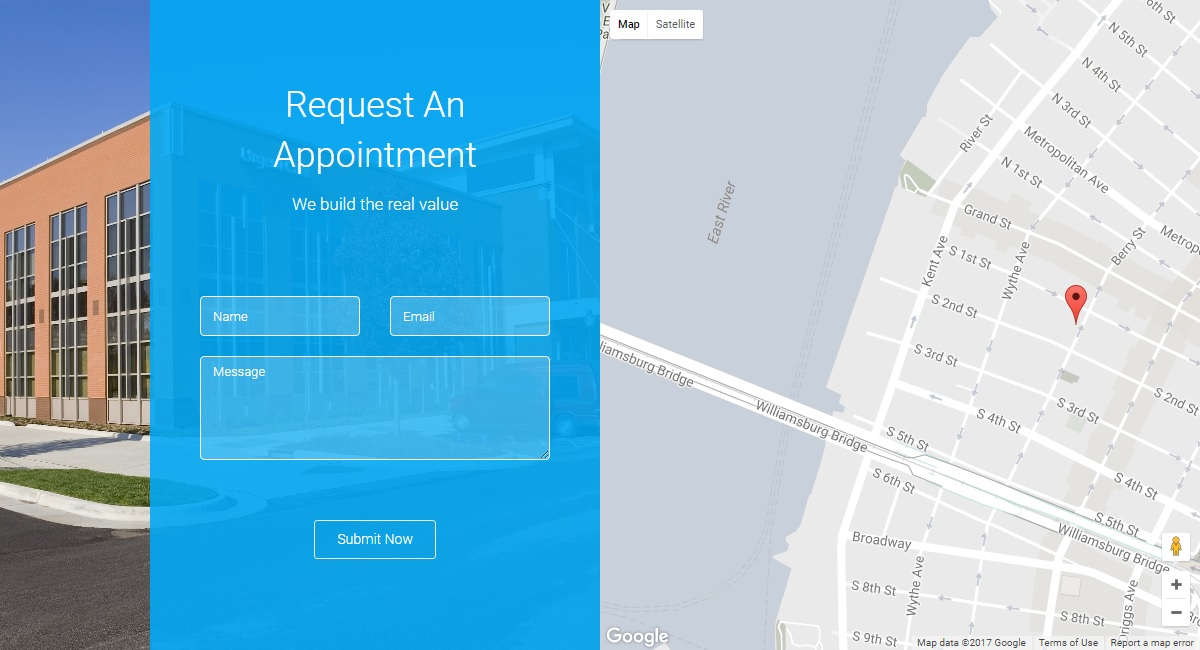 Request An
Appointment
We build the real value
Name
Email
Message
Submit Now
Map
Satellite
East River
River St
N 5th St
N 4th St
N 3rd St
Metropolitan Ave
N 1st St
Grand St
Berry St
Kent Ave
S 1st St
Wythe Ave
S 2nd St
S 3rd St
Williamsburg Bridge
S 2nd St
S 3rd St
S 4th St
S 5th St
S 6th St
S 4th St
S 5th St
Williamsburg Bridge
Broadway
Wythe Ave
S 8th St
S 8th St
S 9th St
Google
Map data ©2017 Google
Terms of Use
Report a map error